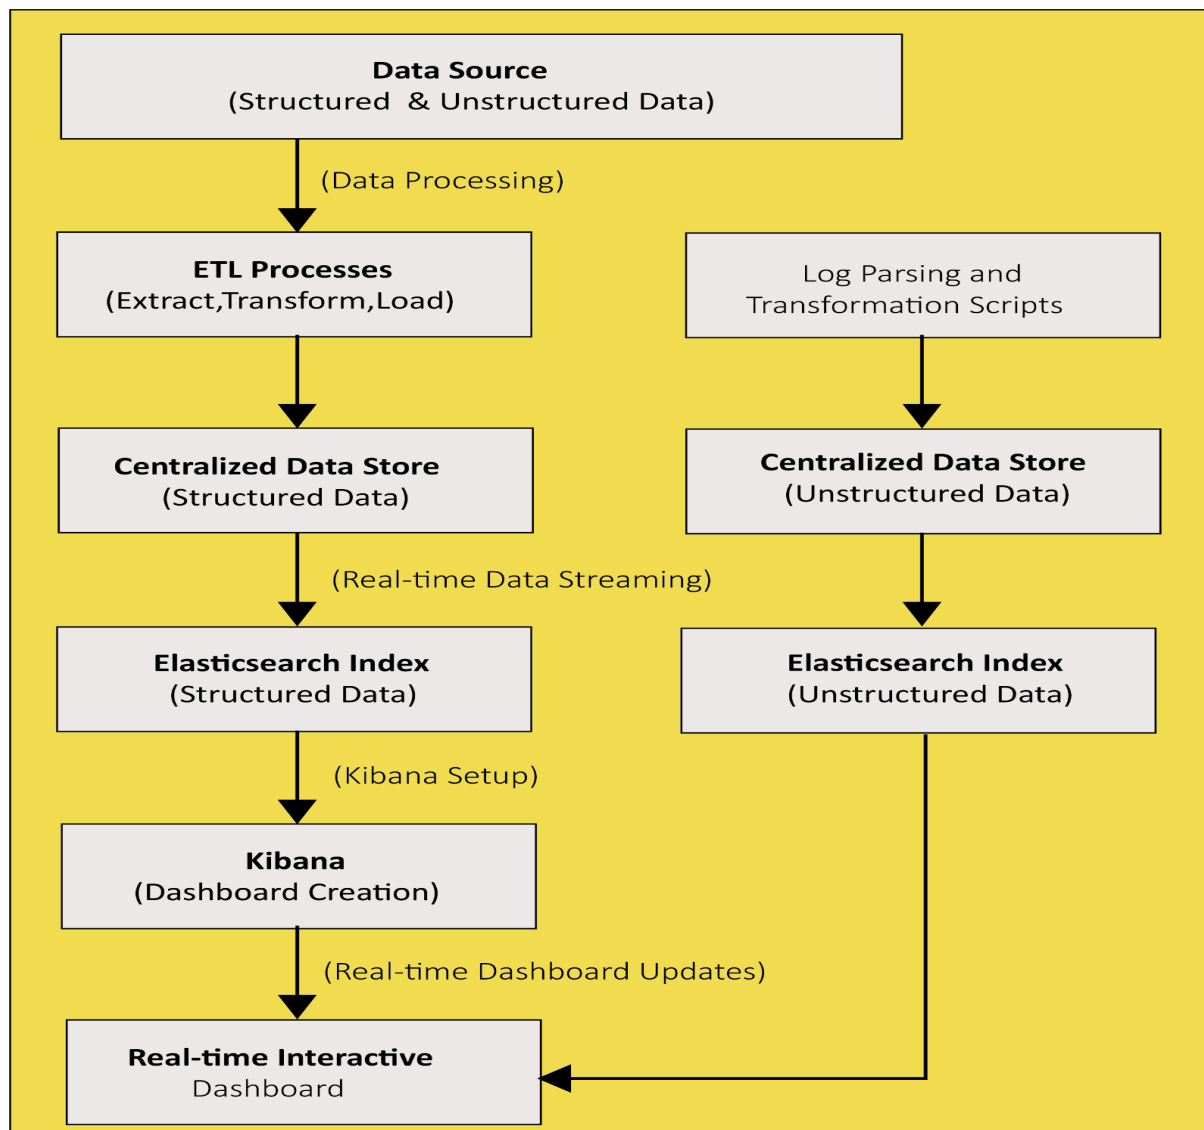 Data Source
(Structured  & Unstructured Data)
(Data Processing)
ETL Processes
(Extract,Transform,Load)
Log Parsing and
Transformation Scripts
Centralized Data Store
(Structured Data)
Centralized Data Store
(Unstructured Data)
(Real-time Data Streaming)
Elasticsearch Index
(Structured Data)
Elasticsearch Index
(Unstructured Data)
(Kibana Setup)
Kibana
(Dashboard Creation)
(Real-time Dashboard Updates)
Real-time Interactive
Dashboard